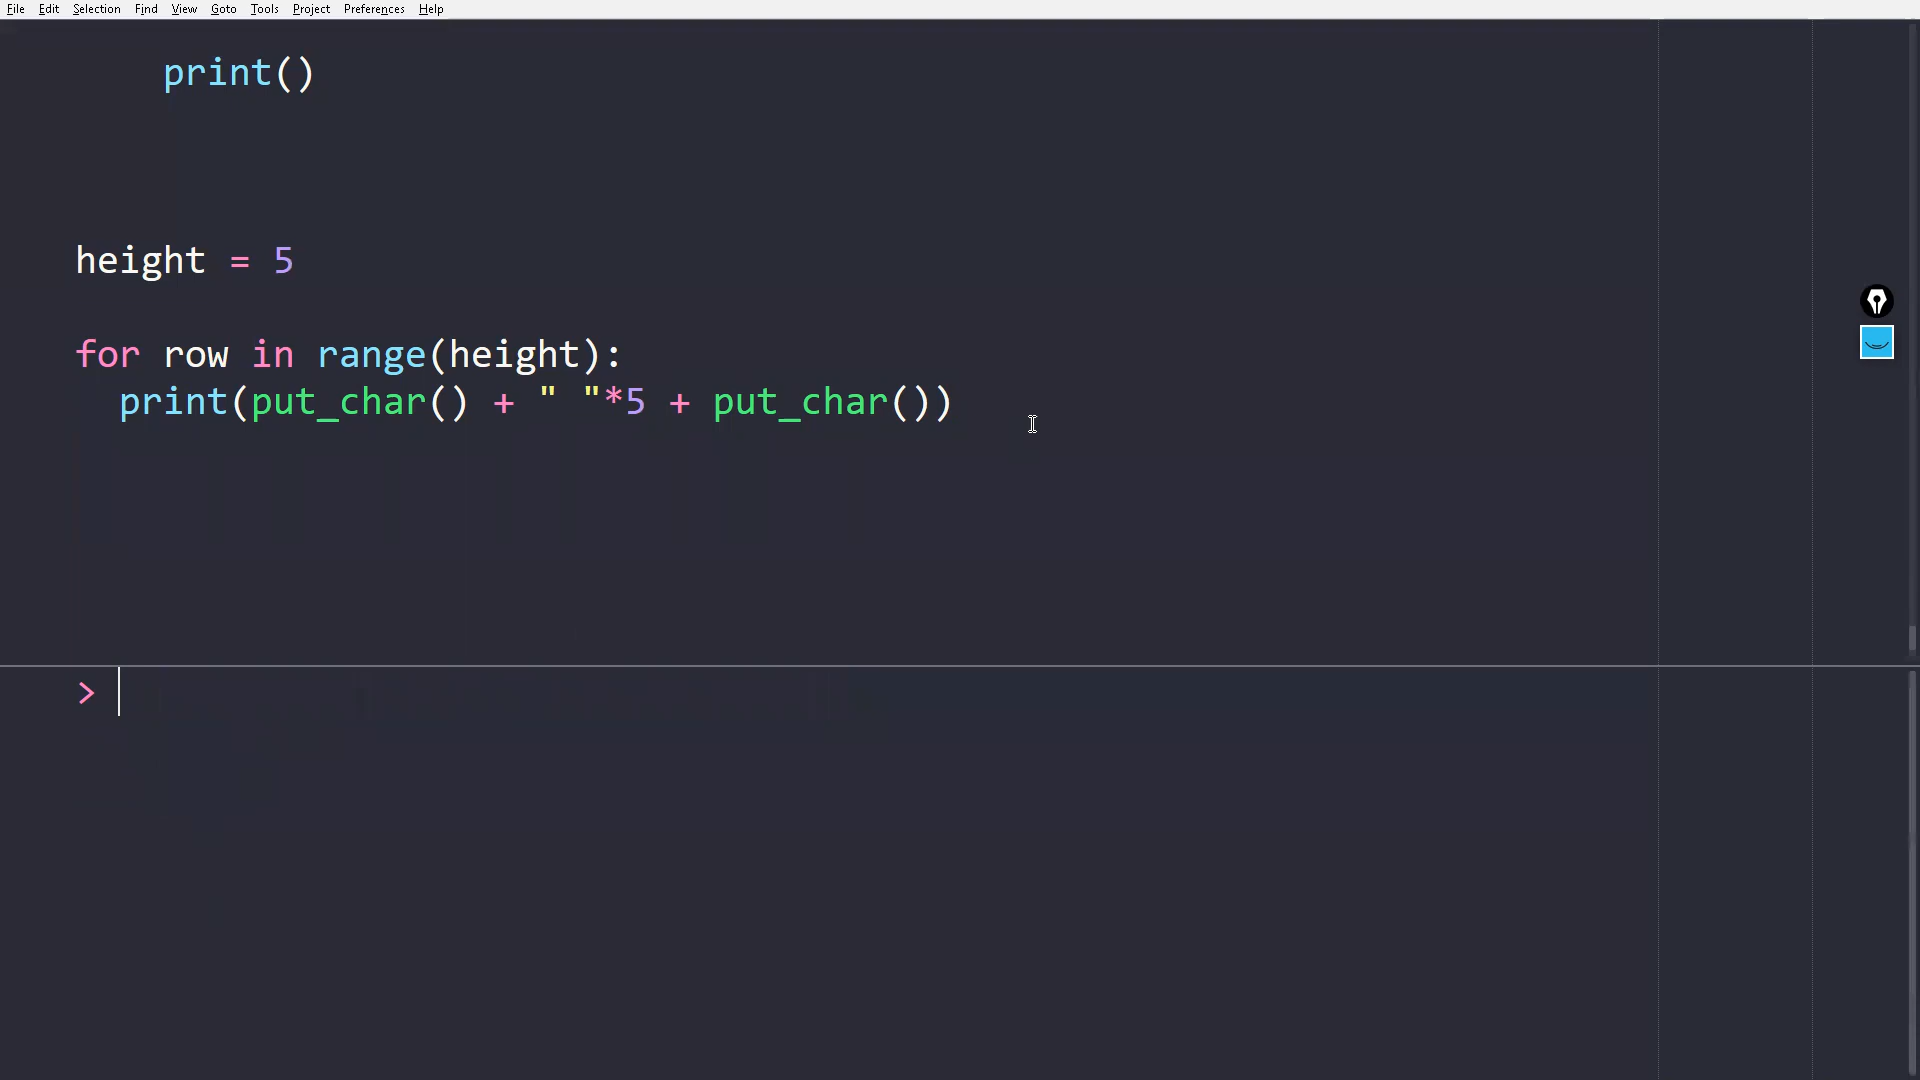 File Edit Selection Find View Goto Tools Project Preferences Help
print()
height = 5
for row in range(height):
print(put_char() + " "*5 + put_char())
>